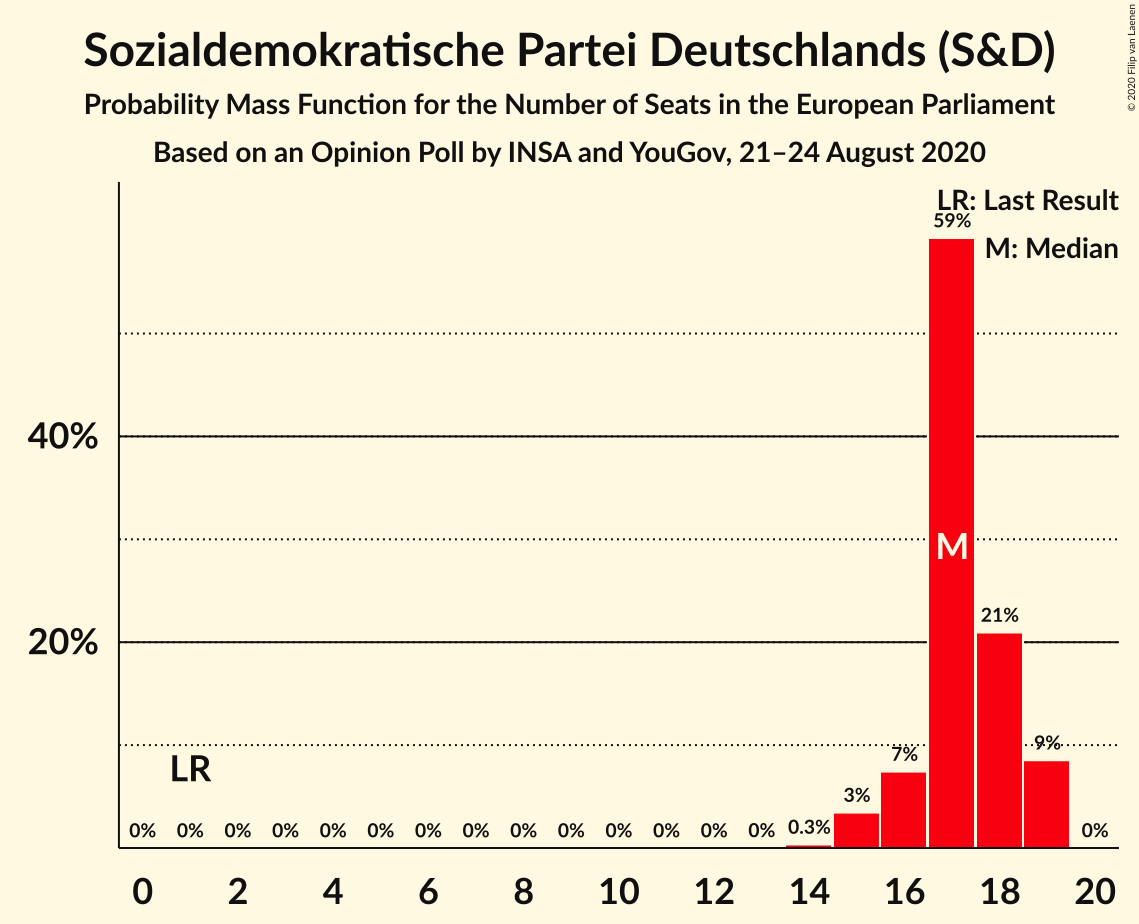 Sozialdemokratische Partei Deutschlands (S&D)
Probability Mass Function for the Number of Seats in the European Parliament
Based on an Opinion Poll by INSA and YouGov, 21–24 August 2020
© 2020 Filip van Laenen
LR: Last Result
M: Median
59%
40%
M
20%
21%
LR
9%
7%
3%
0% 0% 0% 0% 0% 0% 0% 0% 0% 0% 0% 0% 0% 0% 0.3% 0%
0 2 4 6 8 10 12 14 16 18 20